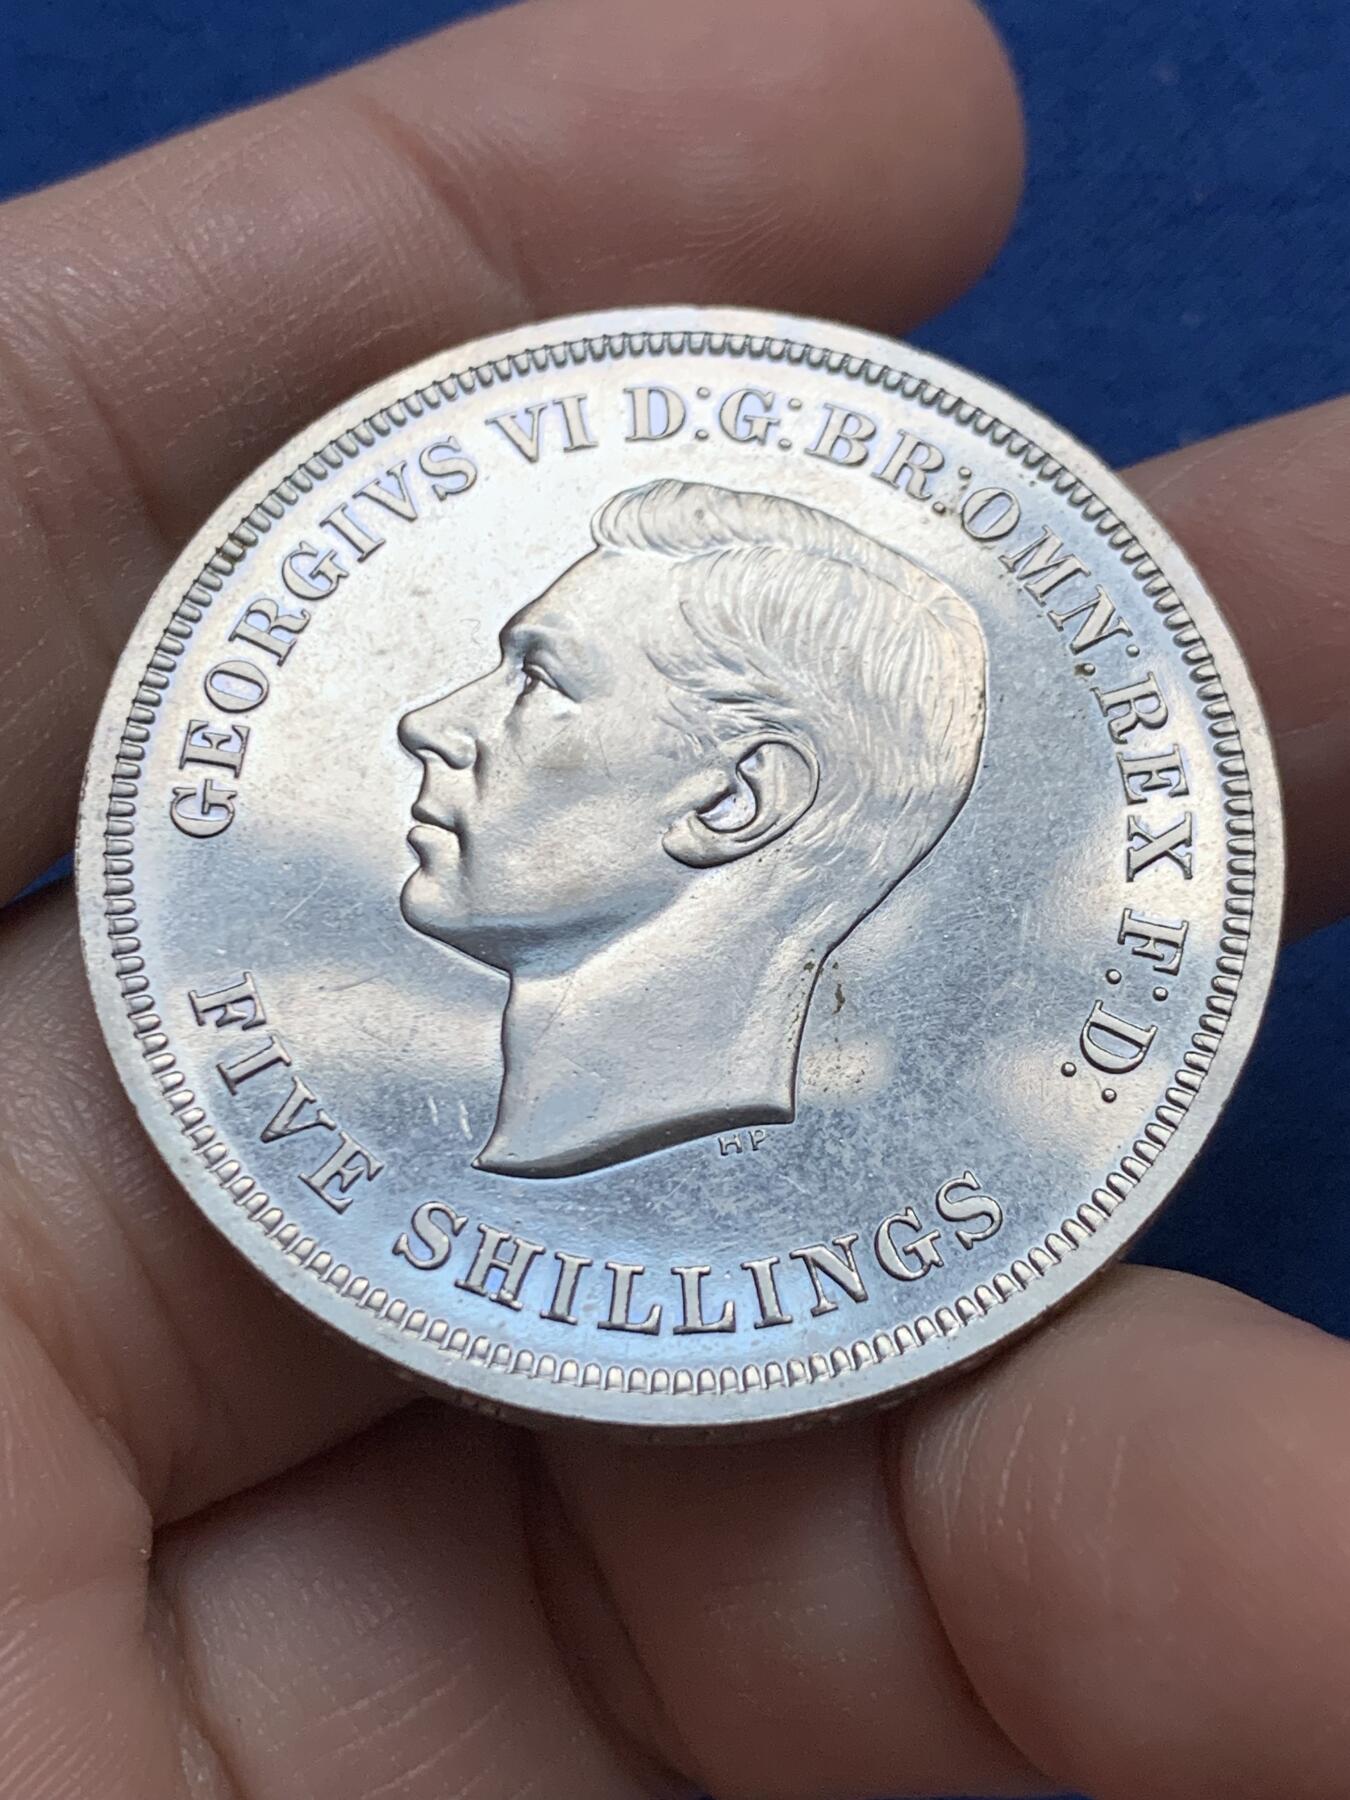 GEORGIVS VI D:G:BR:OMN:REX F:D:
FIVE SHILLINGS
HP